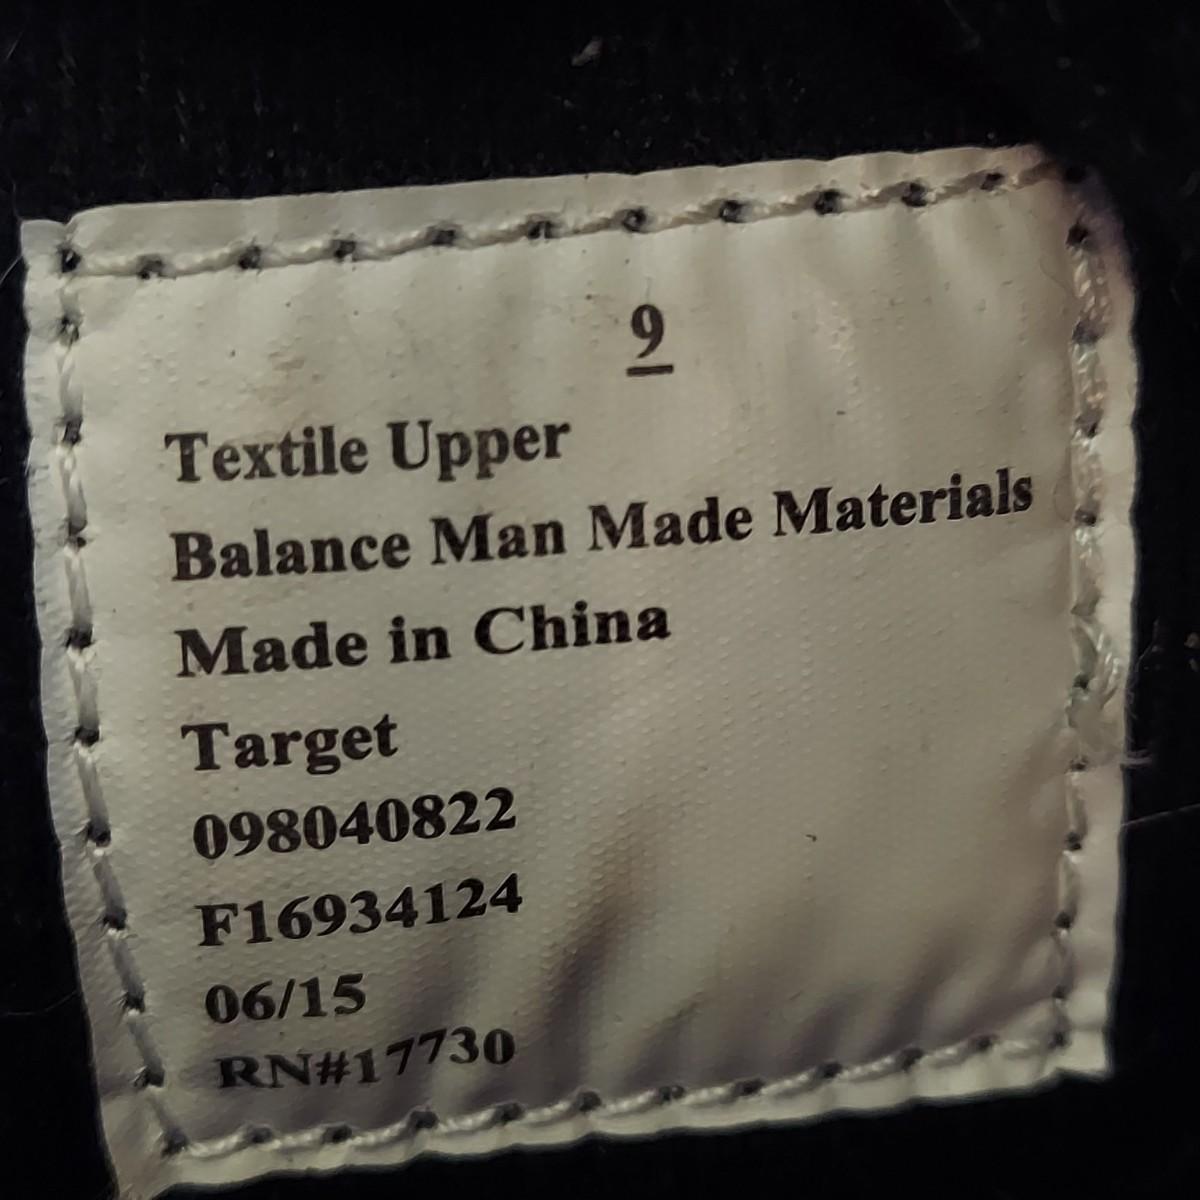 9
Textile Upper
Balance Man Made Materials
Made in China
Target
098040822
F16934124
06/15
RN#17730